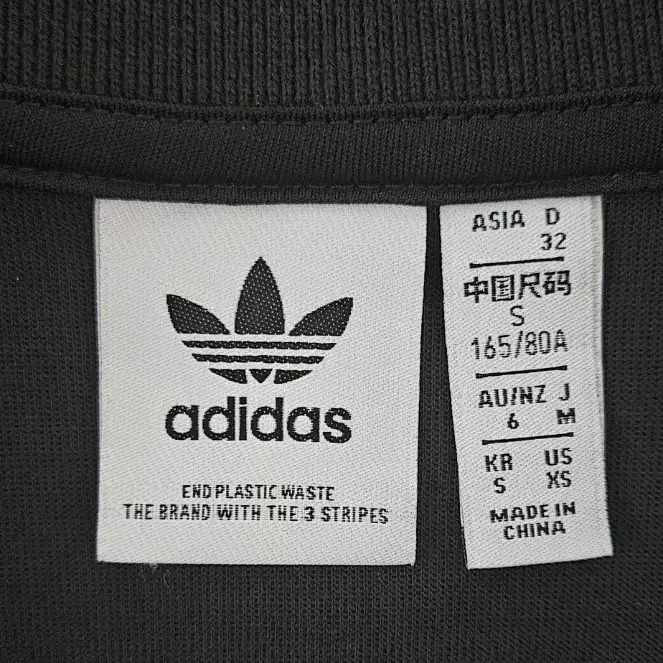 adidas
END PLASTIC WASTE
THE BRAND WITH THE 3 STRIPES
ASIA D
32
中国尺码
S
165/80A
AU/NZ J
6 M
KR US
S XS
MADE IN
CHINA